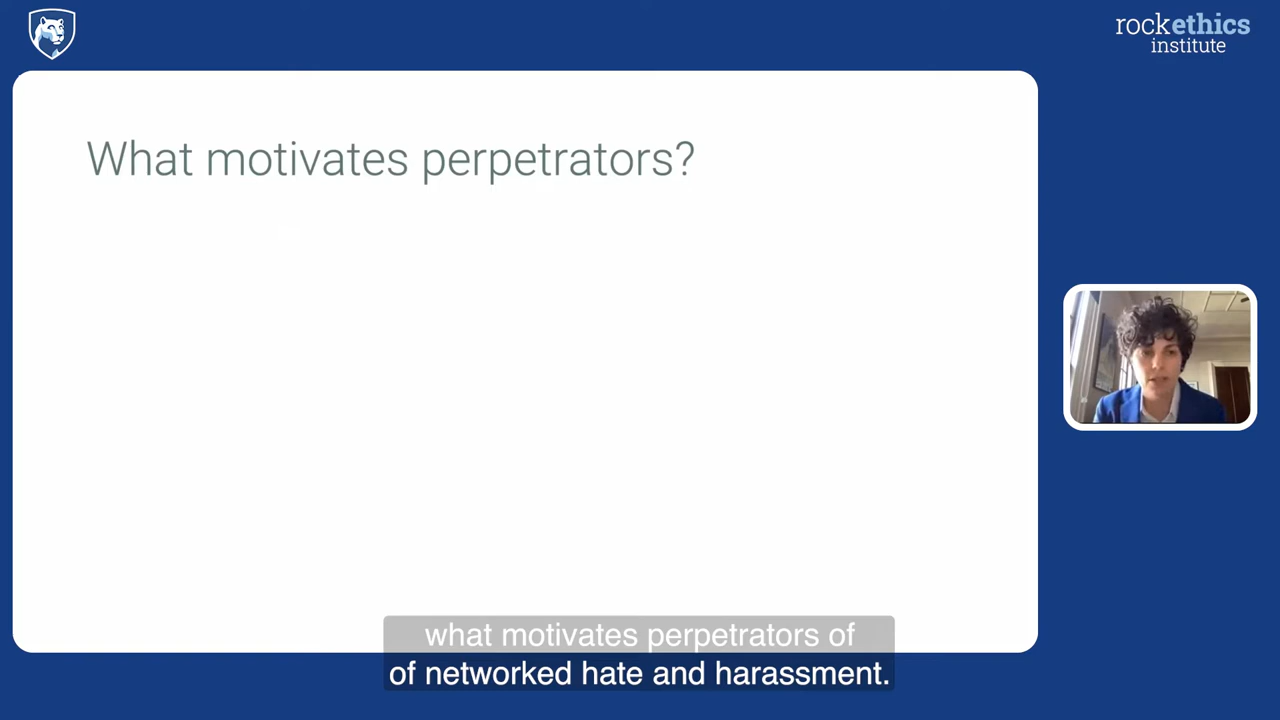 rockethics
institute
What motivates perpetrators?
what motivates perpetrators of
of networked hate and harassment.